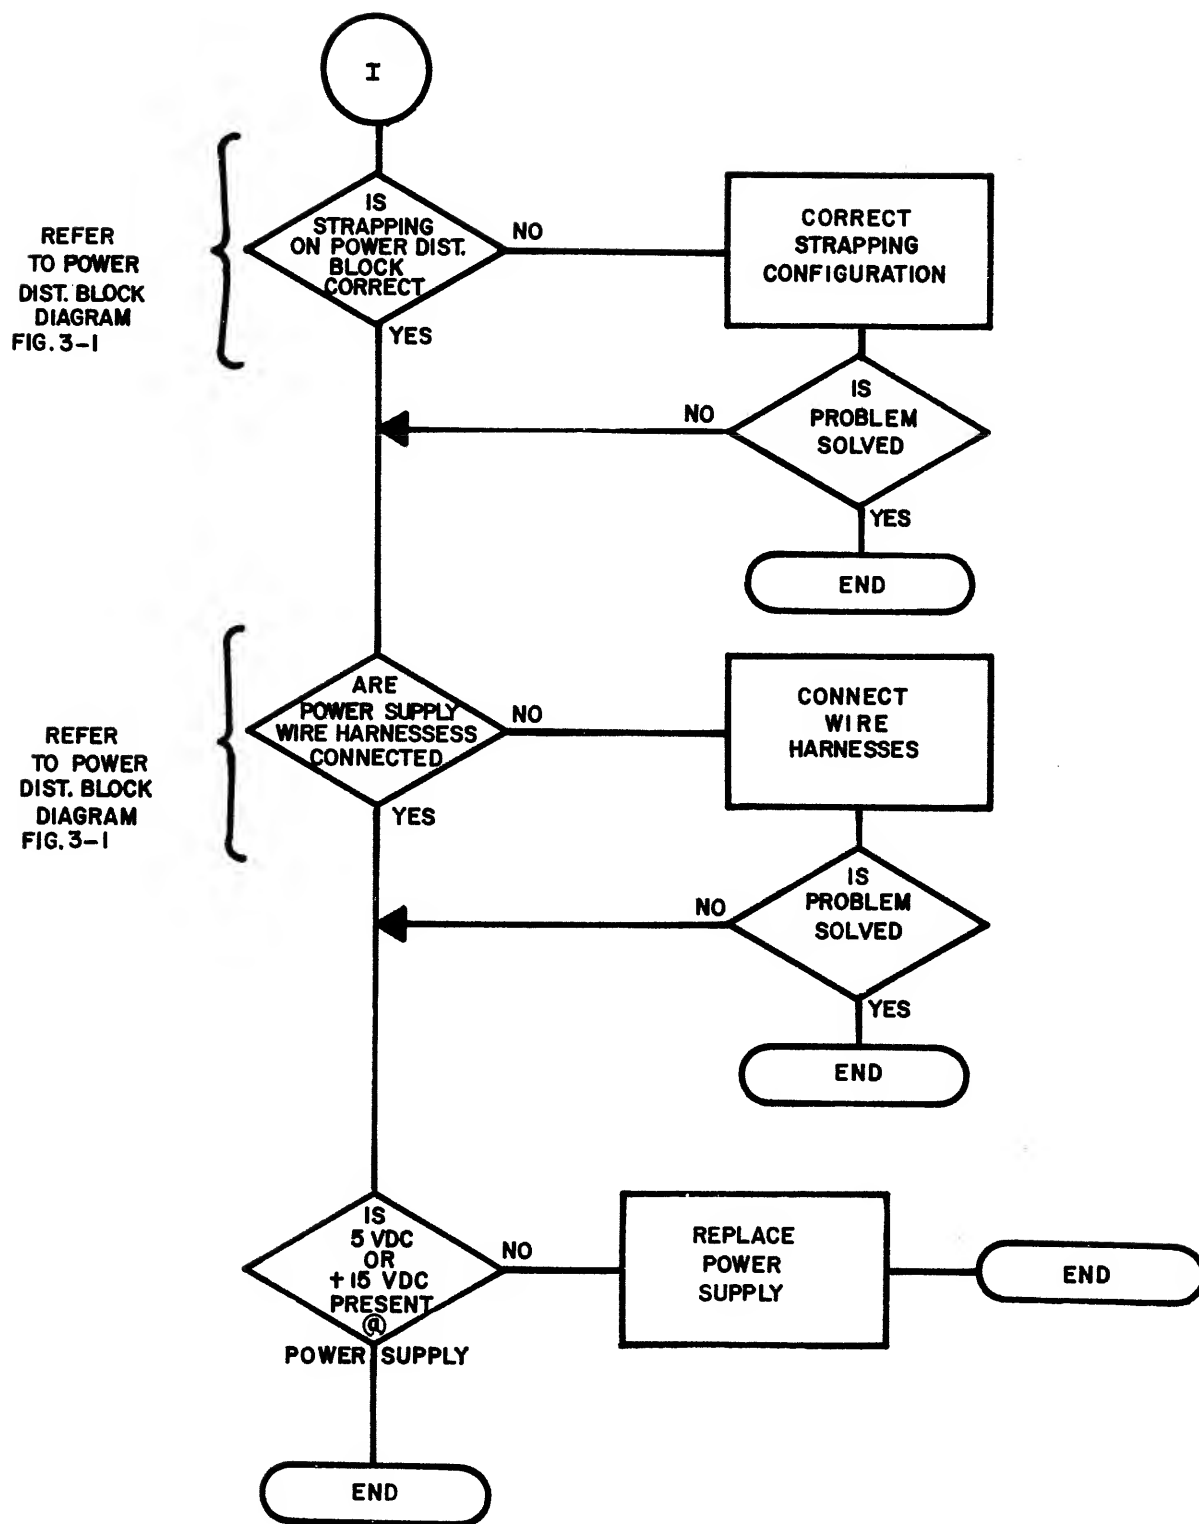 I
REFER
TO POWER
DIST. BLOCK
DIAGRAM
FIG. 3-1
IS
STRAPPING
ON POWER DIST.
BLOCK
CORRECT
NO
YES
CORRECT
STRAPPING
CONFIGURATION
IS
PROBLEM
SOLVED
NO
YES
END
REFER
TO POWER
DIST. BLOCK
DIAGRAM
FIG. 3-1
ARE
POWER SUPPLY
WIRE HARNESSESS
CONNECTED
NO
YES
CONNECT
WIRE
HARNESSES
IS
PROBLEM
SOLVED
NO
YES
END
IS
5 VDC
OR
+15 VDC
PRESENT
@
POWER SUPPLY
NO
REPLACE
POWER
SUPPLY
END
END